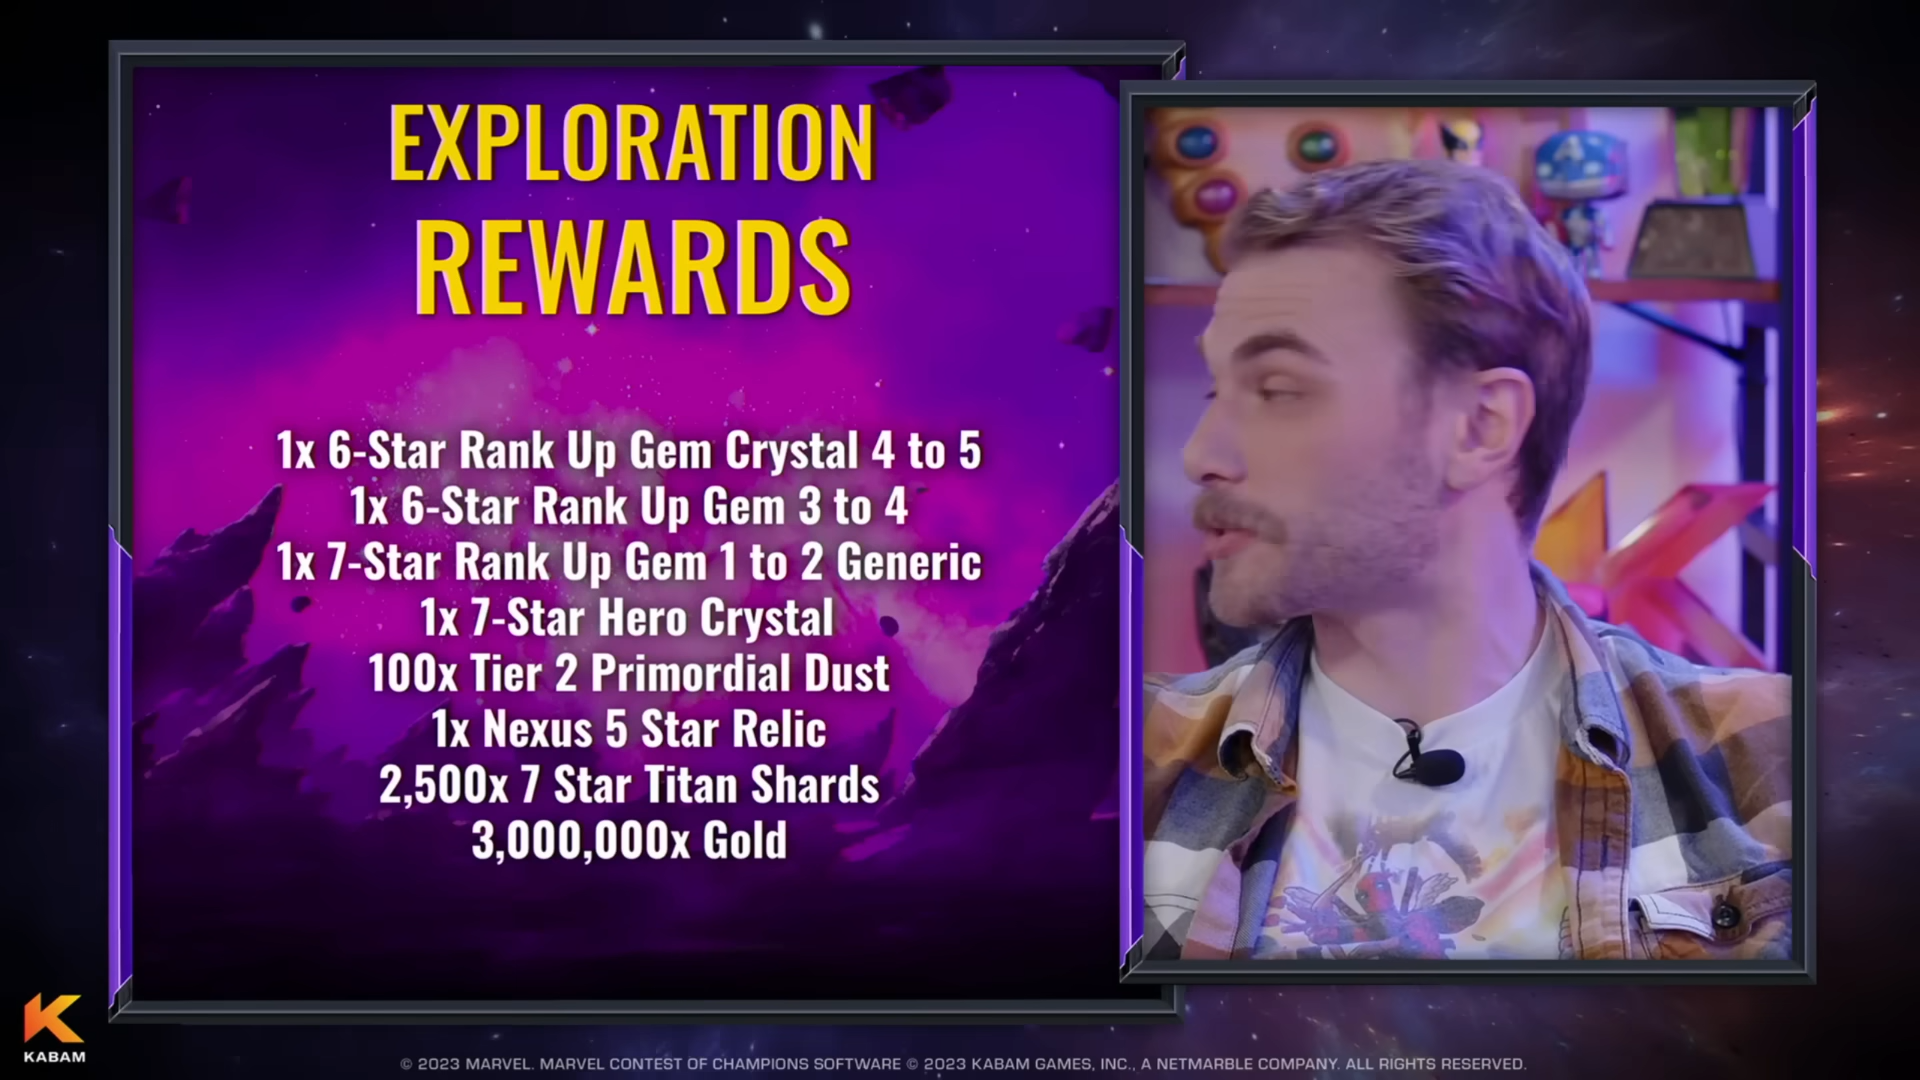 EXPLORATION
REWARDS
1x 6-Star Rank Up Gem Crystal 4 to 5
1x 6-Star Rank Up Gem 3 to 4
1x 7-Star Rank Up Gem 1 to 2 Generic
1x 7-Star Hero Crystal
100x Tier 2 Primordial Dust
1x Nexus 5 Star Relic
2,500x 7 Star Titan Shards
3,000,000x Gold
KABAM
© 2023 MARVEL. MARVEL CONTEST OF CHAMPIONS SOFTWARE © 2023 KABAM GAMES, INC., A NETMARBLE COMPANY. ALL RIGHTS RESERVED.